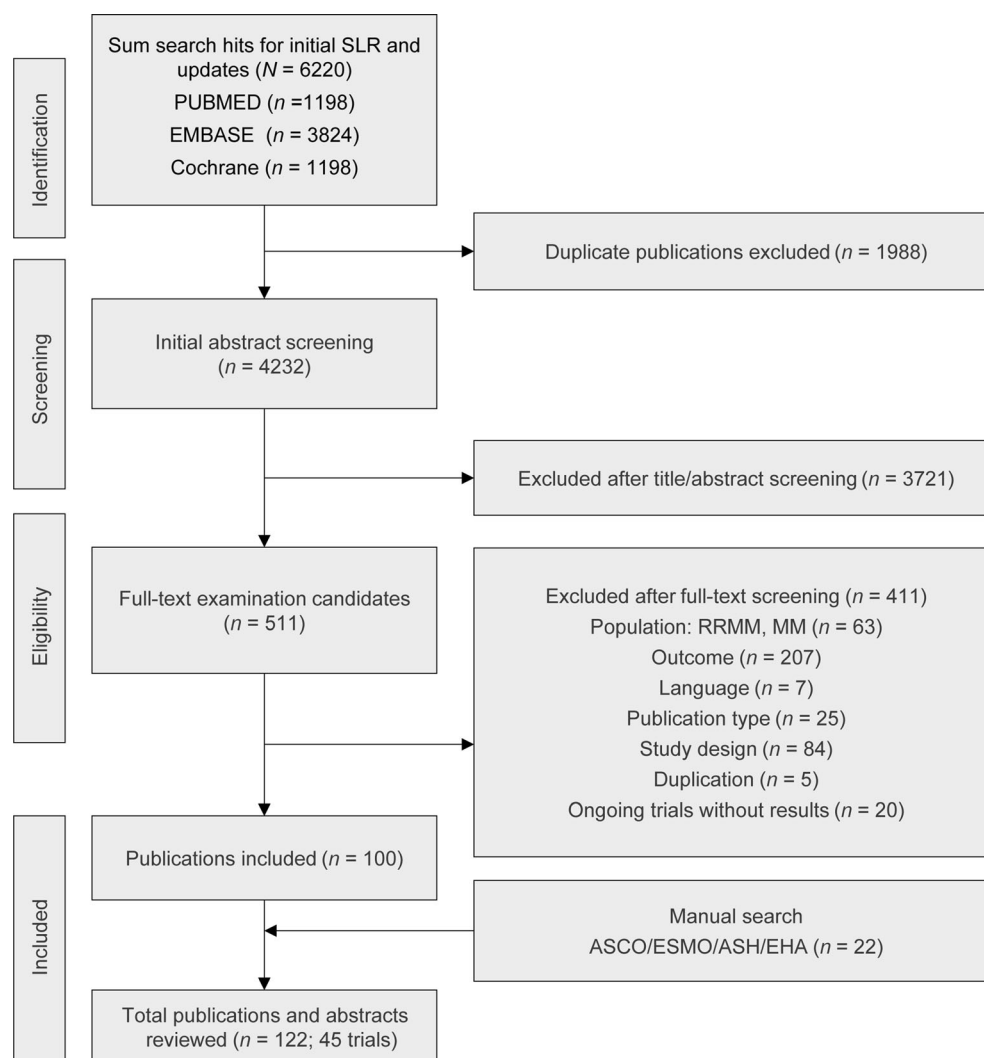 Identification
Sum search hits for initial SLR and
updates (N = 6220)
PUBMED (n =1198)
EMBASE (n = 3824)
Cochrane (n = 1198)
Duplicate publications excluded (n = 1988)
Screening
Initial abstract screening
(n = 4232)
Excluded after title/abstract screening (n = 3721)
Eligibility
Full-text examination candidates
(n = 511)
Excluded after full-text screening (n = 411)
Population: RRMM, MM (n = 63)
Outcome (n = 207)
Language (n = 7)
Publication type (n = 25)
Study design (n = 84)
Duplication (n = 5)
Ongoing trials without results (n = 20)
Included
Publications included (n = 100)
Manual search
ASCO/ESMO/ASH/EHA (n = 22)
Total publications and abstracts
reviewed (n = 122; 45 trials)